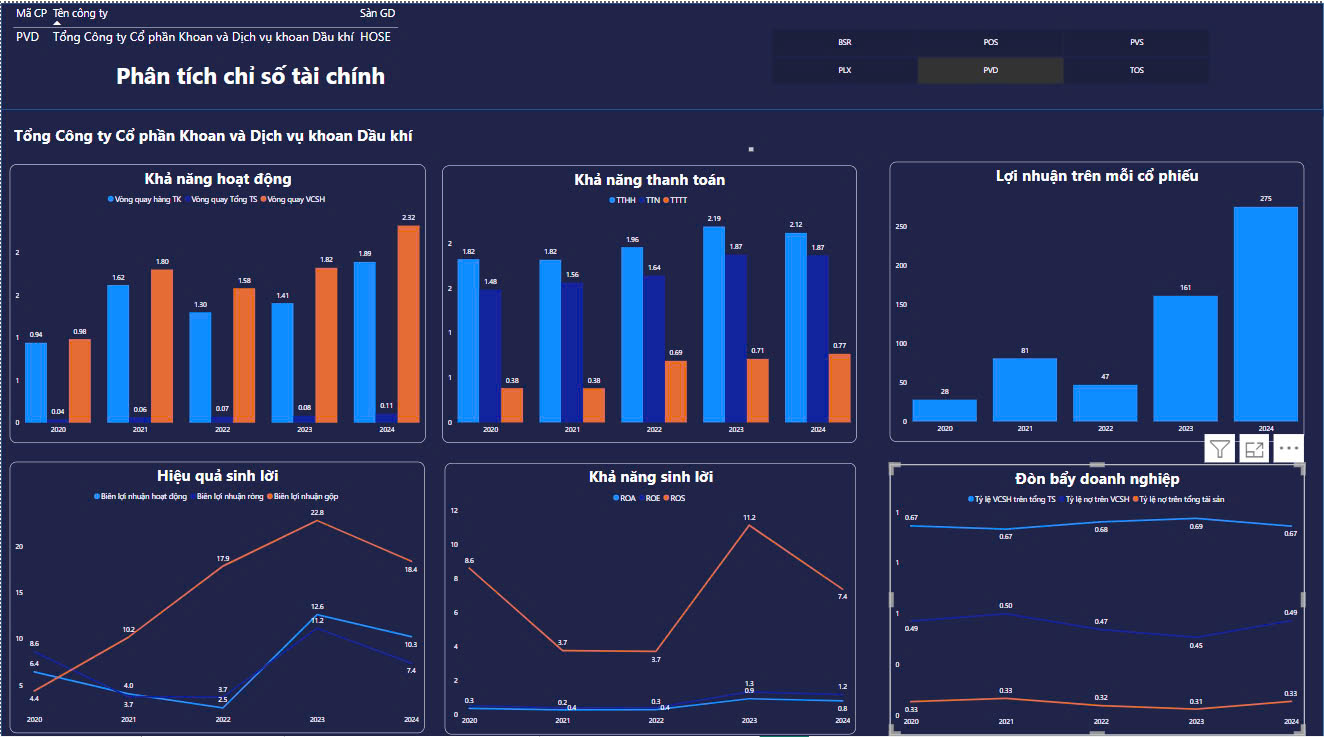 Mã CP Tên công ty Sàn GD
PVD Tổng Công ty Cổ phần Khoan và Dịch vụ khoan Dầu khí HOSE
Phân tích chỉ số tài chính
BSR POS PVS
PLX PVD TOS
Tổng Công ty Cổ phần Khoan và Dịch vụ khoan Dầu khí
Khả năng hoạt động
Vòng quay hàng TK Vòng quay Tổng TS Vòng quay VCSH
2
2
1
1
0
0.94 0.04 0.98
1.62 0.06 1.80
1.30 0.07 1.58
1.41 0.08 1.82
1.89 0.11 2.32
2020 2021 2022 2023 2024
Khả năng thanh toán
TTHH TTN TTTT
2
2
1
1
0
1.82 1.48 0.38
1.82 1.56 0.38
1.96 1.64 0.69
2.19 1.87 0.71
2.12 1.87 0.77
2020 2021 2022 2023 2024
Lợi nhuận trên mỗi cổ phiếu
250
200
150
100
50
0
28 81 47 161 275
2020 2021 2022 2023 2024
Hiệu quả sinh lời
Biên lợi nhuận hoạt động Biên lợi nhuận ròng Biên lợi nhuận gộp
20
15
10
5
8.6 6.4 4.4
10.2 4.0 3.7
17.9 3.7 2.5
22.8 12.6 11.2
18.4 10.3 7.4
2020 2021 2022 2023 2024
Khả năng sinh lời
ROA ROE ROS
12
10
8
6
4
2
0
8.6 0.3
3.7 0.2 0.4
3.7 0.3 0.4
11.2 1.3 0.9
7.4 1.2 0.8
2020 2021 2022 2023 2024
Đòn bẩy doanh nghiệp
Tỷ lệ VCSH trên tổng TS Tỷ lệ nợ trên VCSH Tỷ lệ nợ trên tổng tài sản
1
1
1
0
0
0.67 0.67 0.68 0.69 0.67
0.49 0.50 0.47 0.45 0.49
0.33 0.33 0.32 0.31 0.33
2020 2021 2022 2023 2024